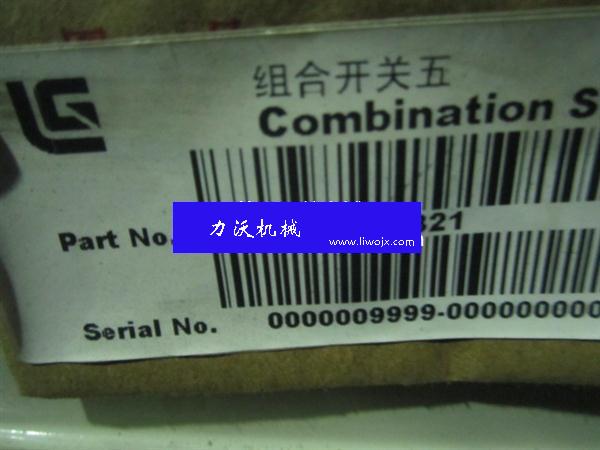 组合开关五
Combination S
Part No. 321
力沃机械
www.liwojx.com
Serial No. 0000009999-000000000